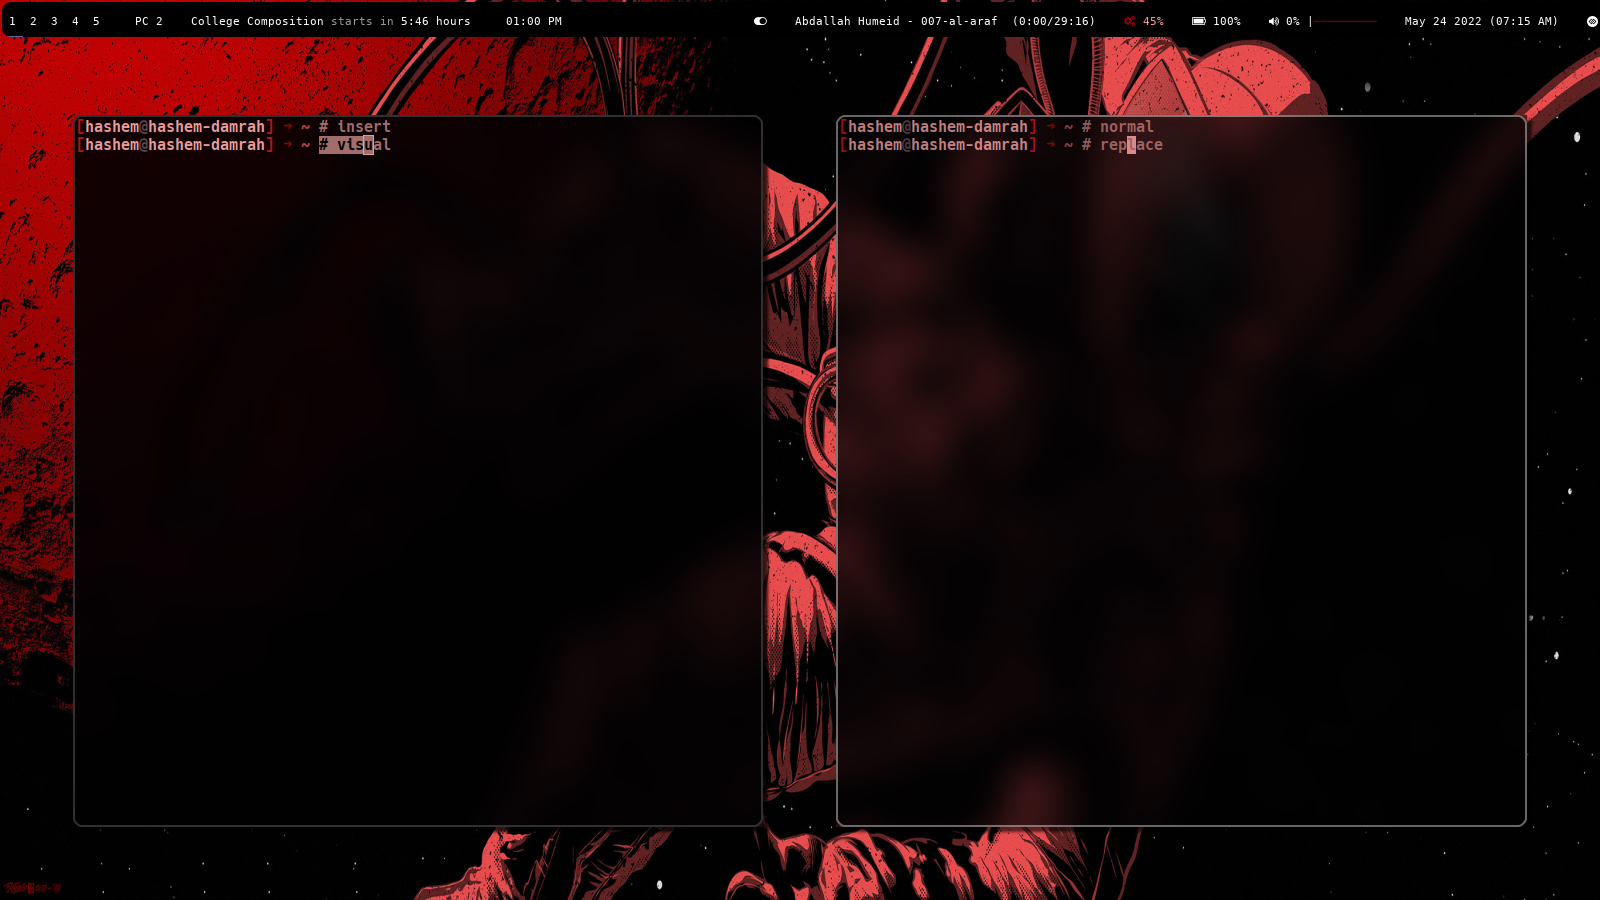 1 2 3 4 5 PC 2 College Composition starts in 5:46 hours 01:00 PM Abdallah Humeid - 007-al-araf (0:00/29:16) 45% 100% 0% May 24 2022 (07:15 AM)
[hashem@hashem-damrah] → ~ # insert
[hashem@hashem-damrah] → ~ # visual
[hashem@hashem-damrah] → ~ # normal
[hashem@hashem-damrah] → ~ # replace